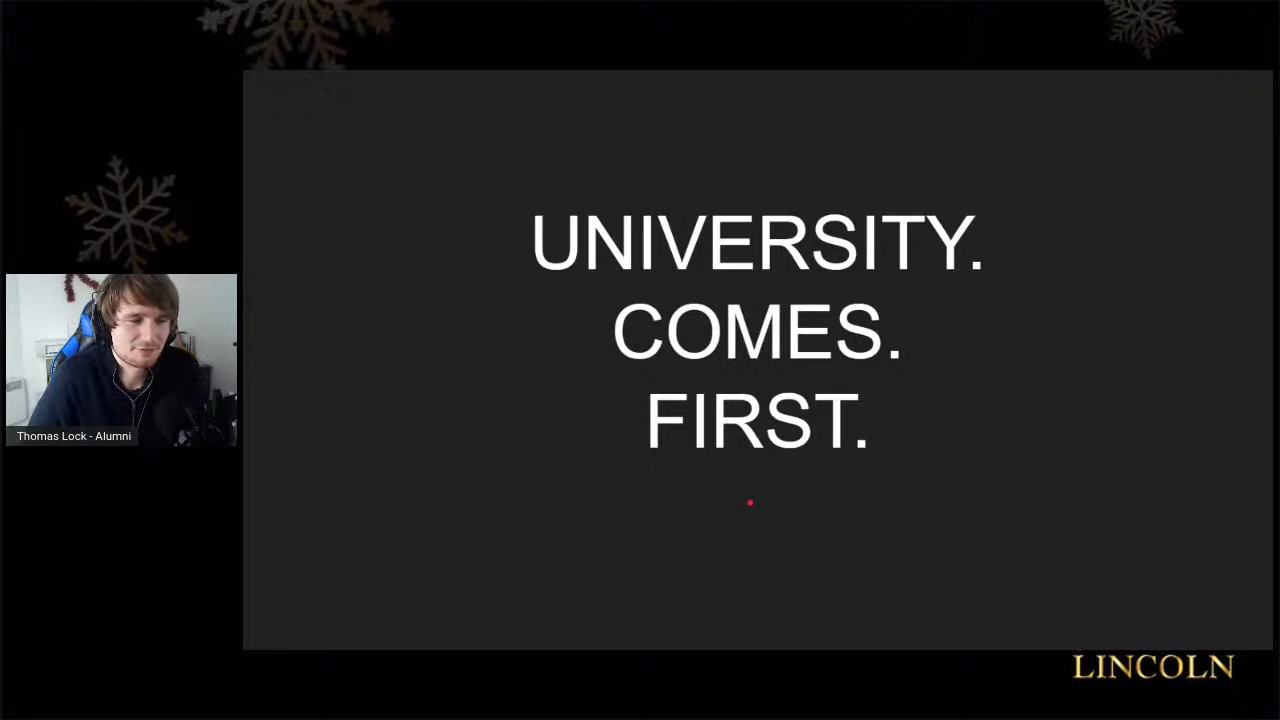 UNIVERSITY.
COMES.
FIRST.
Thomas Lock - Alumni
LINCOLN